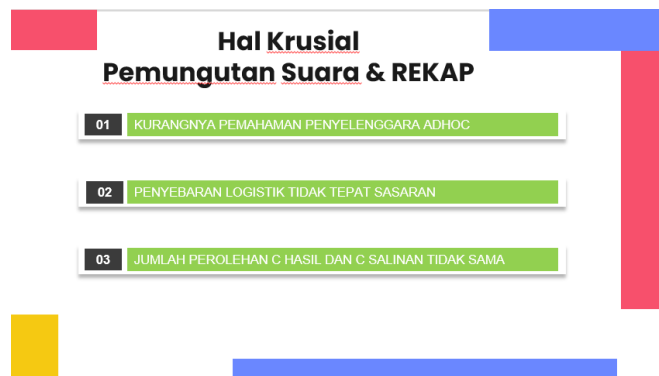 Hal Krusial
Pemungutan Suara & REKAP
01 KURANGNYA PEMAHAMAN PENYELENGGARA ADHOC
02 PENYEBARAN LOGISTIK TIDAK TEPAT SASARAN
03 JUMLAH PEROLEHAN C HASIL DAN C SALINAN TIDAK SAMA